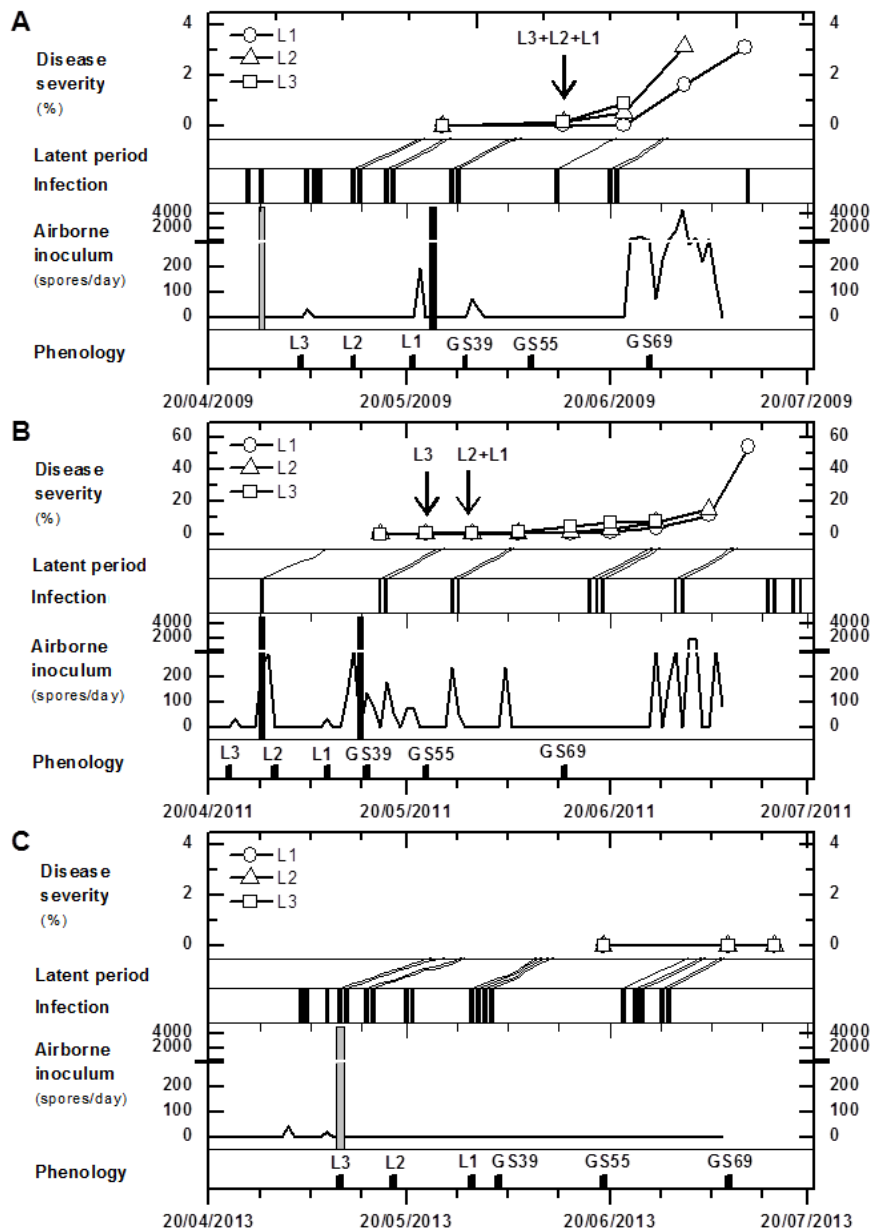 A
4
2
0
Disease
severity
(%)
L1
L2
L3
L3+L2+L1
4
2
0
Latent period
Infection
Airborne
inoculum
(spores/day)
4000
2000
200
100
0
4000
2000
200
100
0
Phenology
L3
L2
L1
GS39
GS55
GS69
20/04/2009
20/05/2009
20/06/2009
20/07/2009
B
60
40
20
0
Disease
severity
(%)
L1
L2
L3
L3
L2+L1
60
40
20
0
Latent period
Infection
Airborne
inoculum
(spores/day)
4000
2000
200
100
0
4000
2000
200
100
0
Phenology
L3
L2
L1
GS39
GS55
GS69
20/04/2011
20/05/2011
20/06/2011
20/07/2011
C
4
2
0
Disease
severity
(%)
L1
L2
L3
4
2
0
Latent period
Infection
Airborne
inoculum
(spores/day)
4000
2000
200
100
0
4000
2000
200
100
0
Phenology
L3
L2
L1
GS39
GS55
GS69
20/04/2013
20/05/2013
20/06/2013
20/07/2013